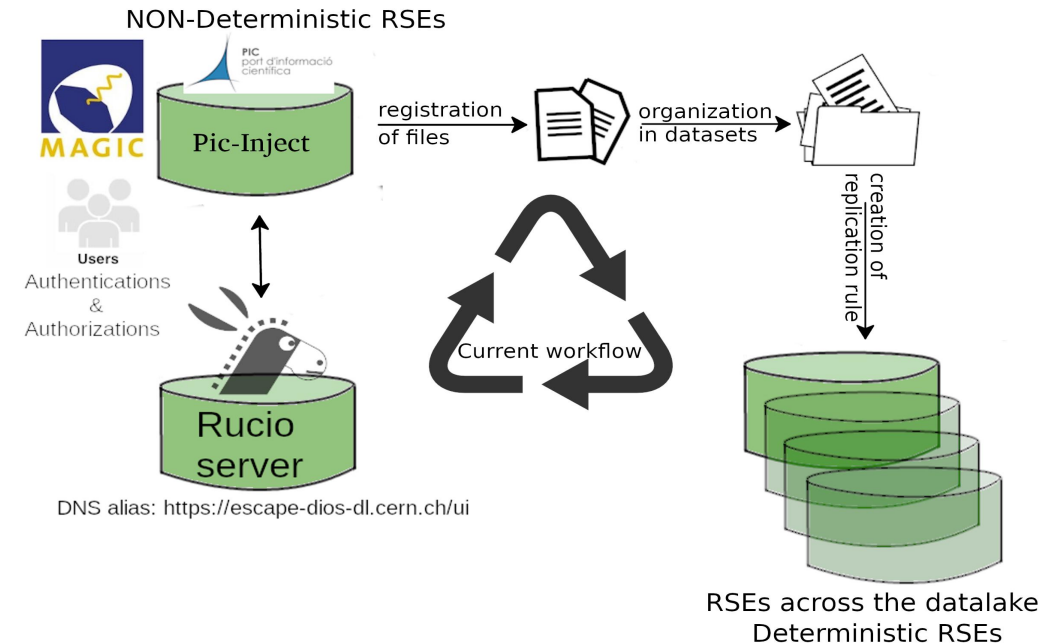 NON-Deterministic RSEs
PIC
port d'informació
científica
MAGIC
Pic-Inject
registration
of files
organization
in datasets
creation of
replication rule
Users
Authentications
&
Authorizations
Current workflow
Rucio
server
DNS alias: https://escape-dios-dl.cern.ch/ui
RSEs across the datalake
Deterministic RSEs